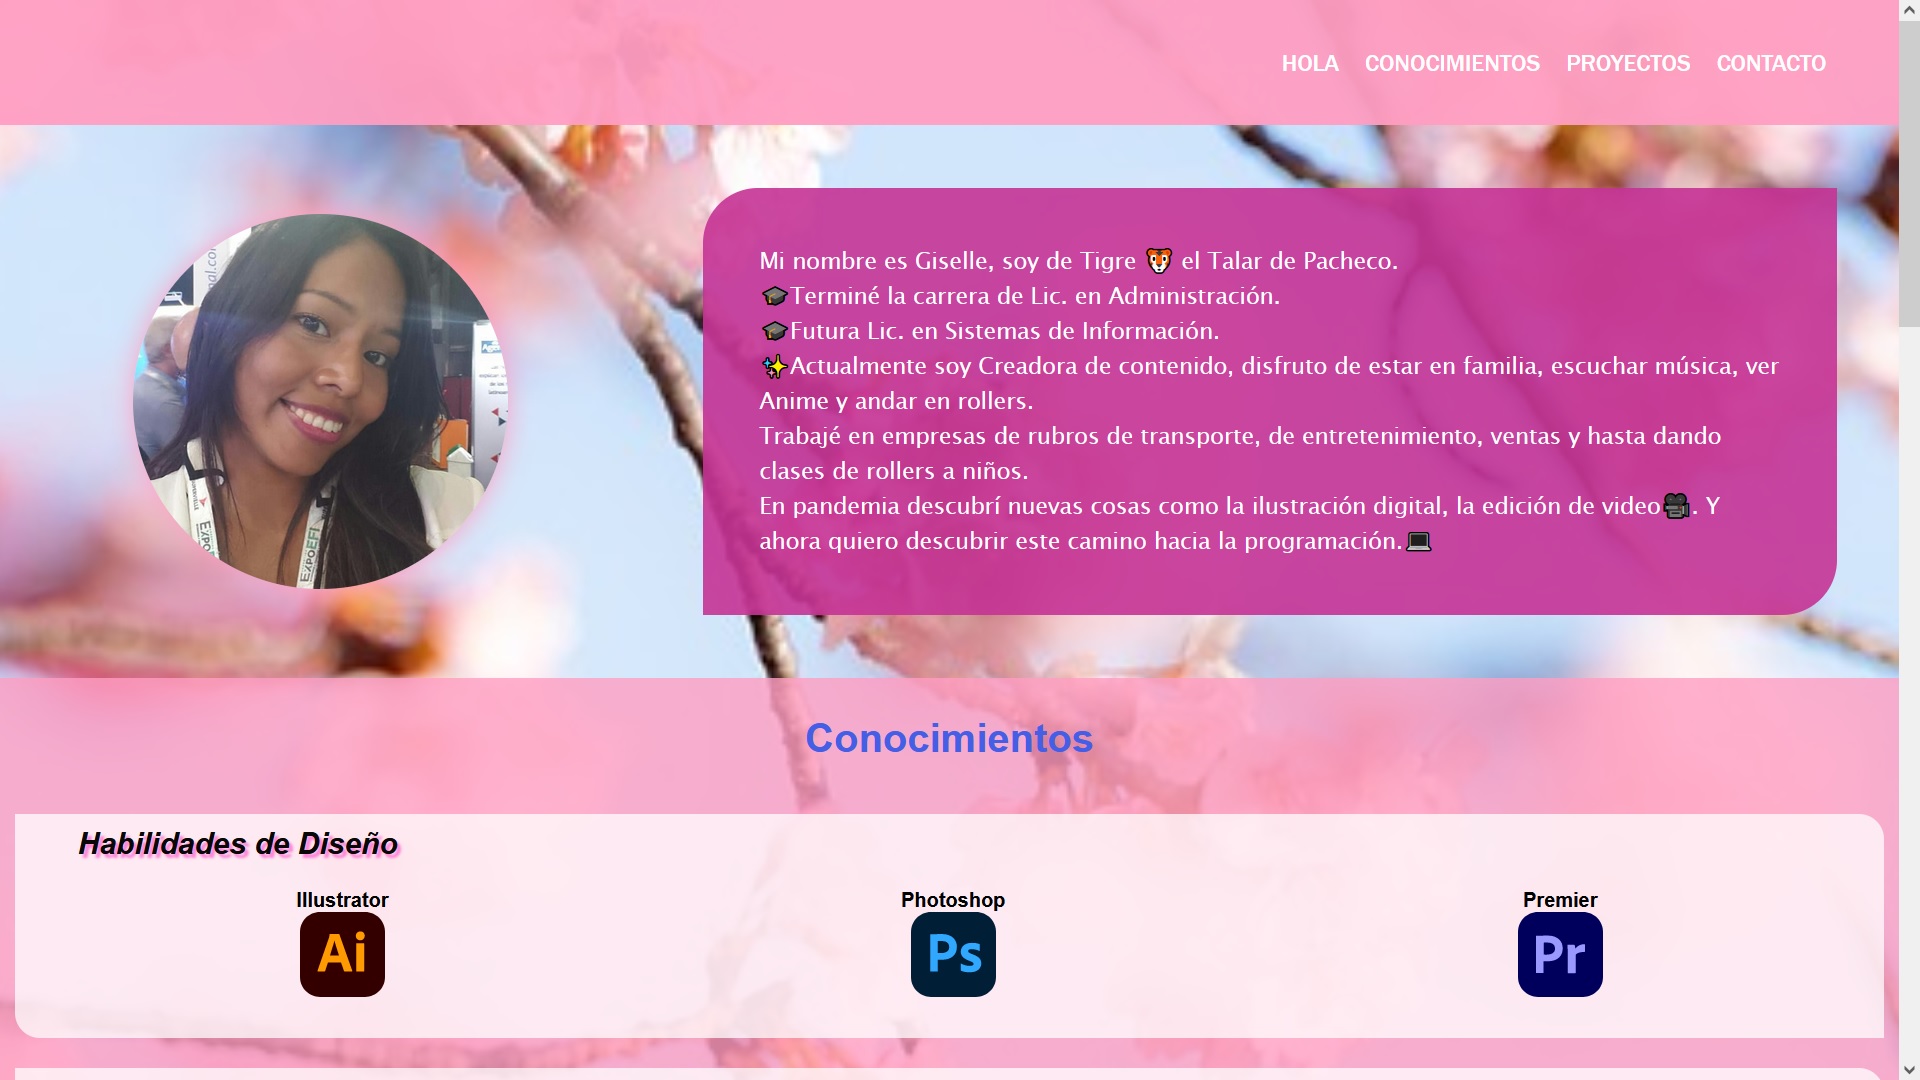 HOLA CONOCIMIENTOS PROYECTOS CONTACTO
Mi nombre es Giselle, soy de Tigre 🐯 el Talar de Pacheco.
🎓Terminé la carrera de Lic. en Administración.
🎓Futura Lic. en Sistemas de Información.
✨Actualmente soy Creadora de contenido, disfruto de estar en familia, escuchar música, ver
Anime y andar en rollers.
Trabajé en empresas de rubros de transporte, de entretenimiento, ventas y hasta dando
clases de rollers a niños.
En pandemia descubrí nuevas cosas como la ilustración digital, la edición de video🎥. Y
ahora quiero descubrir este camino hacia la programación.💻
EXPOEFI
Conocimientos
Habilidades de Diseño
Illustrator Photoshop Premier
Ai Ps Pr